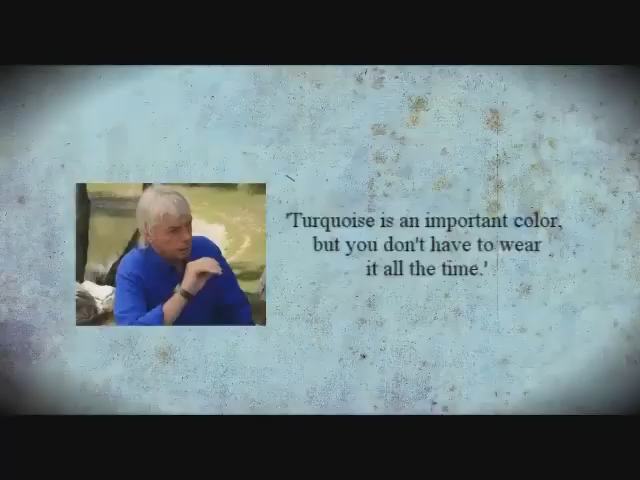 'Turquoise is an important color,
but you don't have to wear
it all the time.'